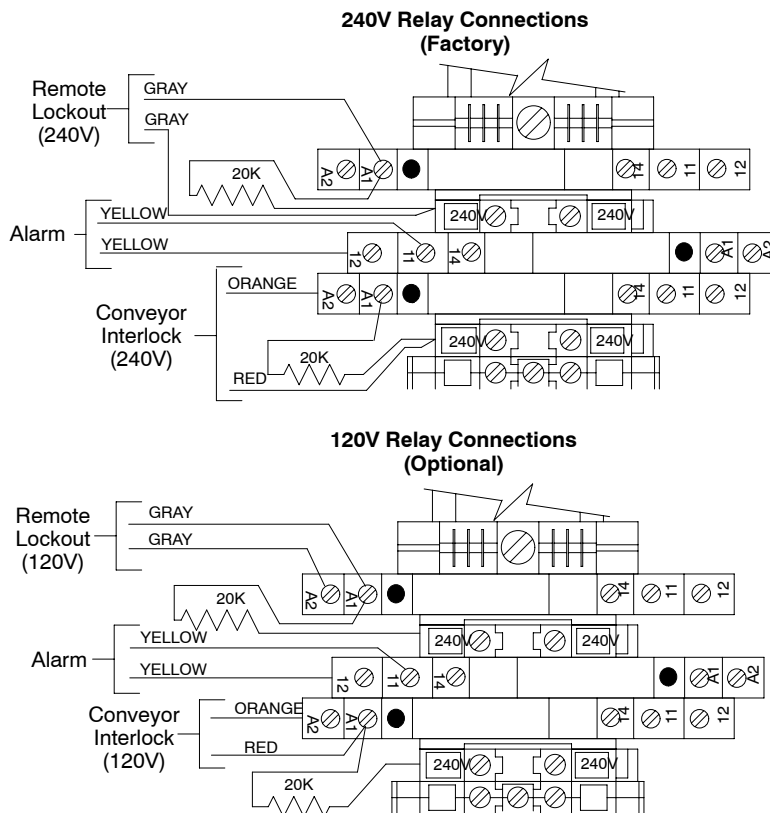 240V Relay Connections
(Factory)
Remote
Lockout
(240V)
GRAY
GRAY
20K
A2
A1
14
11
12
240V
240V
Alarm
YELLOW
YELLOW
12
11
14
A1
A2
Conveyor
Interlock
(240V)
ORANGE
A2
A1
14
11
12
20K
RED
240V
240V
120V Relay Connections
(Optional)
Remote
Lockout
(120V)
GRAY
GRAY
20K
A2
A1
14
11
12
240V
240V
Alarm
YELLOW
YELLOW
12
11
14
A1
A2
Conveyor
Interlock
(120V)
ORANGE
RED
A2
A1
14
11
12
20K
240V
240V